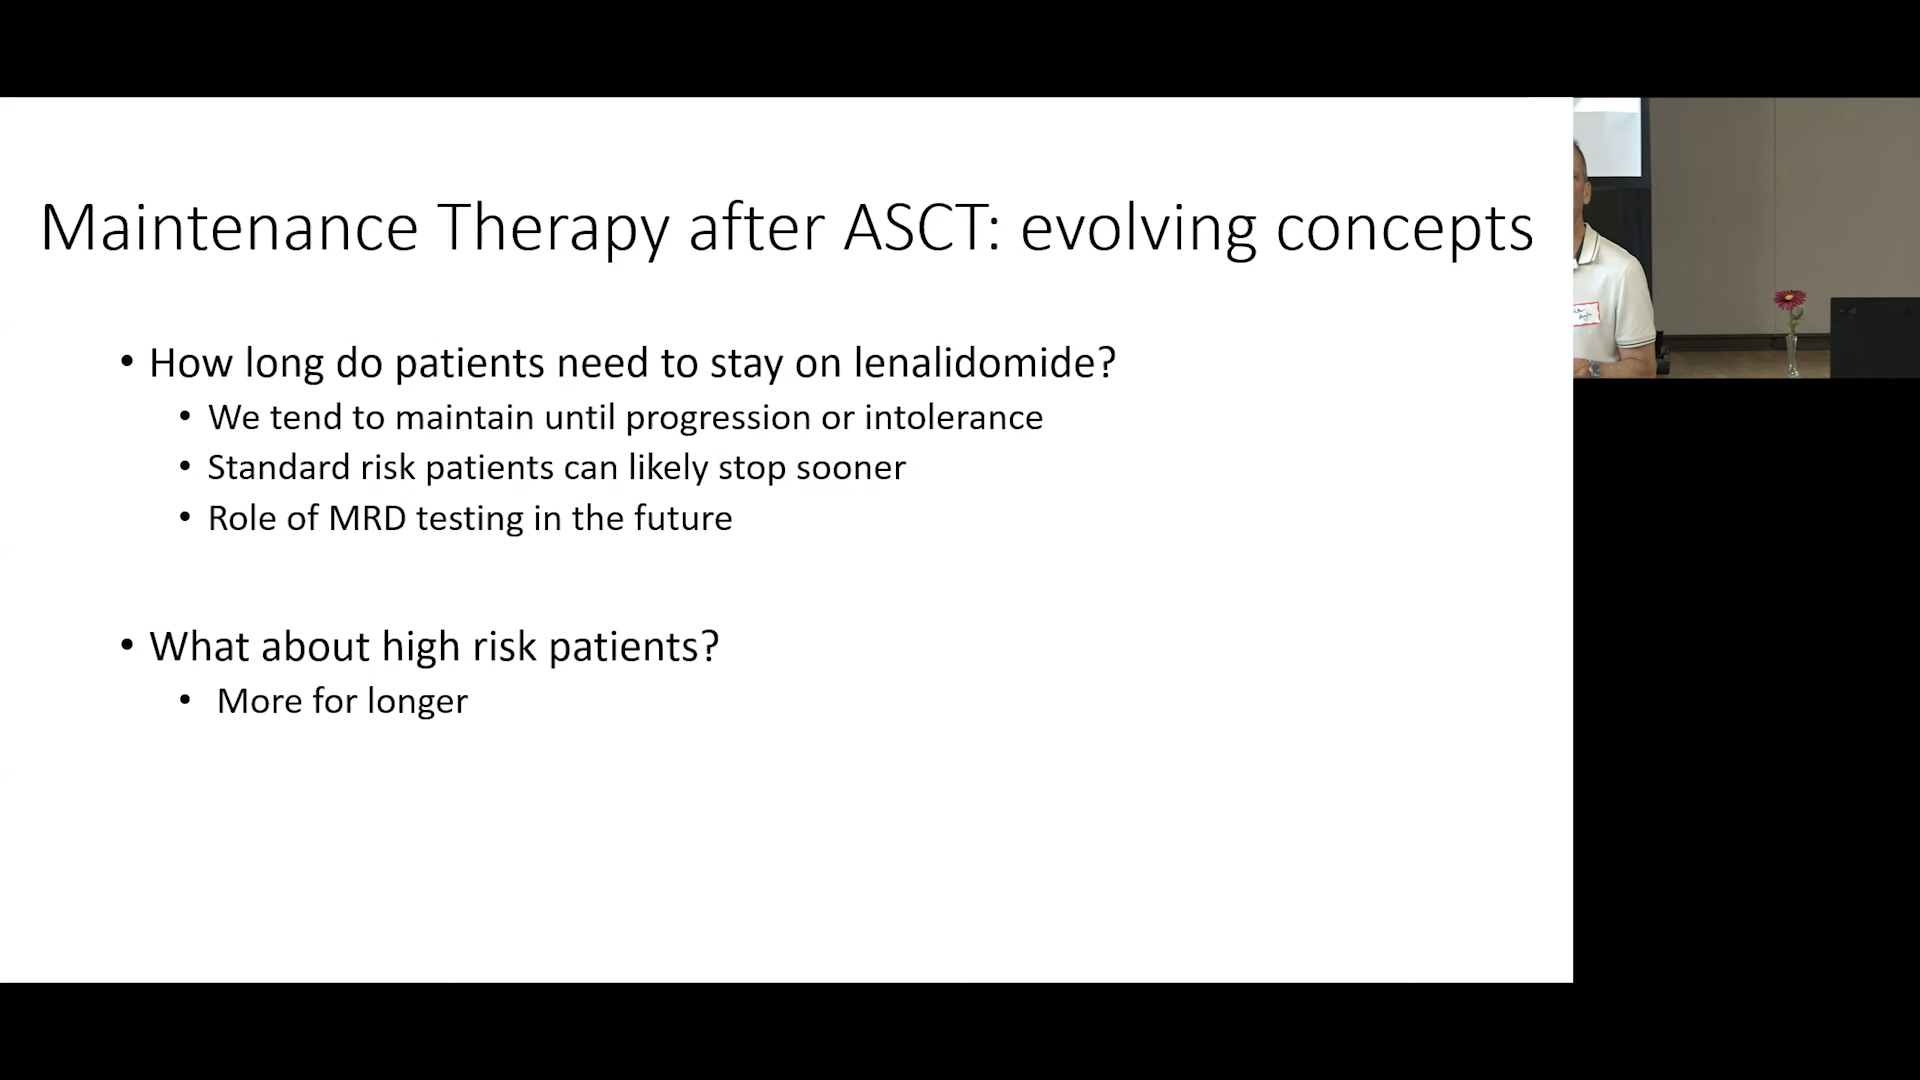 Maintenance Therapy after ASCT: evolving concepts
• How long do patients need to stay on lenalidomide?
• We tend to maintain until progression or intolerance
• Standard risk patients can likely stop sooner
• Role of MRD testing in the future
• What about high risk patients?
• More for longer